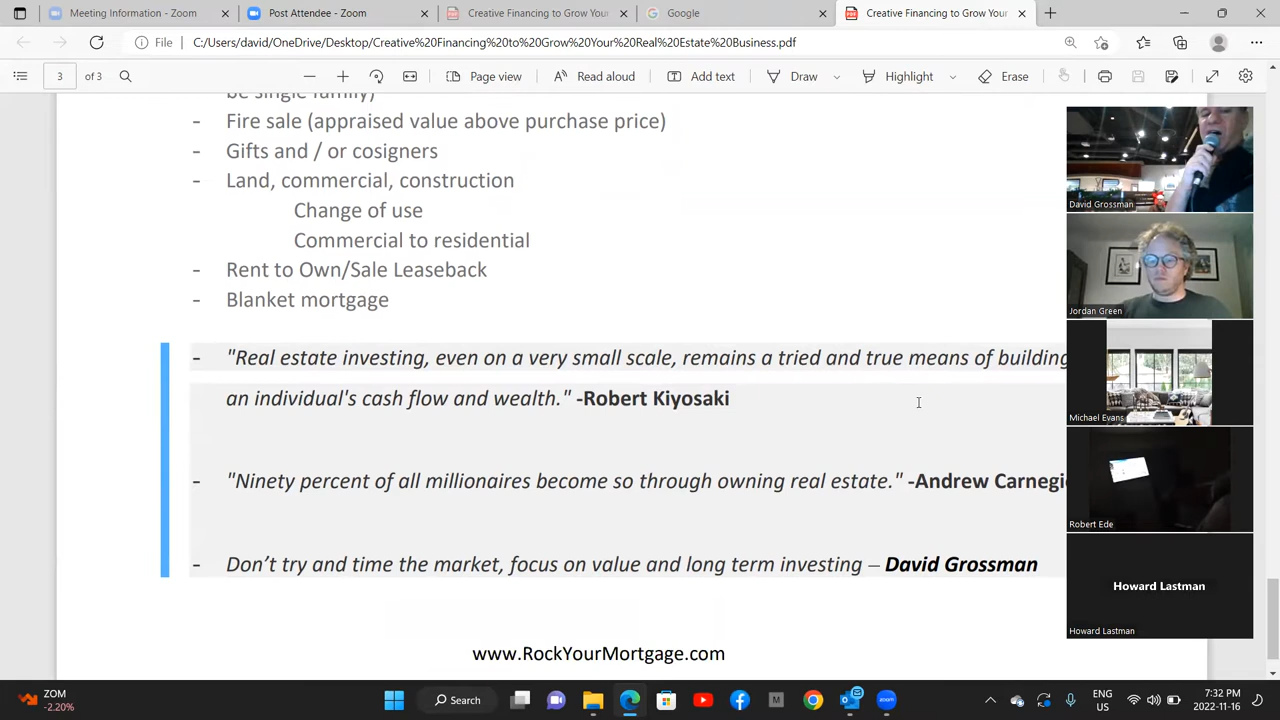 Meeting Information - Zoom
Post Attendee - Zoom
Creative Financing to Grow Your
Google
Creative Financing to Grow Your
File
C:/Users/david/OneDrive/Desktop/Creative%20Financing%20to%20Grow%20Your%20Real%20Estate%20Business.pdf
3 of 3
Page view
Read aloud
Add text
Draw
Highlight
Erase
be single family)
- Fire sale (appraised value above purchase price)
- Gifts and / or cosigners
- Land, commercial, construction
Change of use
Commercial to residential
- Rent to Own/Sale Leaseback
- Blanket mortgage
- "Real estate investing, even on a very small scale, remains a tried and true means of building
an individual's cash flow and wealth." -Robert Kiyosaki
- "Ninety percent of all millionaires become so through owning real estate." -Andrew Carnegie
- Don't try and time the market, focus on value and long term investing – David Grossman
www.RockYourMortgage.com
David Grossman
Jordan Green
Michael Evans
Robert Ede
Howard Lastman
Howard Lastman
ZOM
-2.20%
Search
ENG
US
7:32 PM
2022-11-16